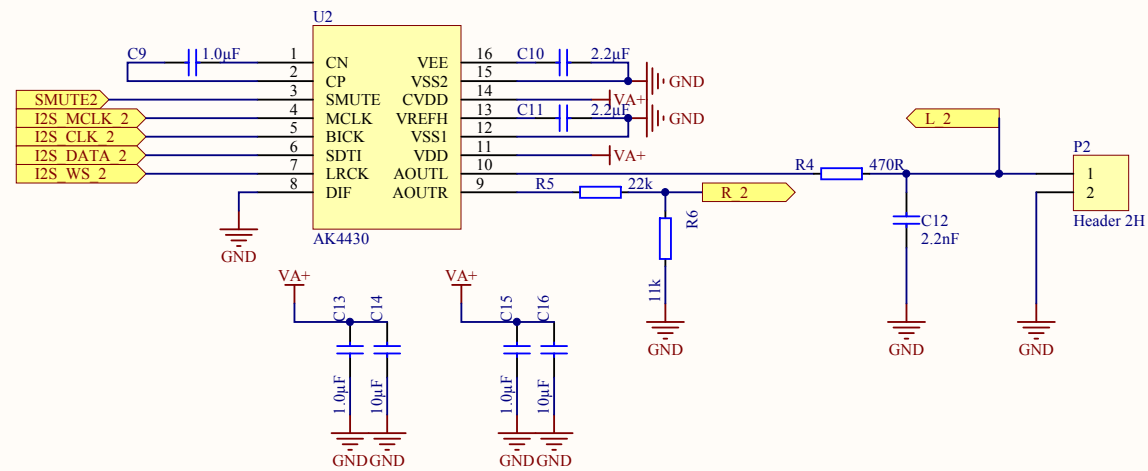 U2
C9 1.0µF 1 CN VEE 16 C10 2.2µF
2 CP VSS2 15 GND
SMUTE2 3 SMUTE CVDD 14 VA+
I2S_MCLK_2 4 MCLK VREFH 13 C11 2.2µF GND L_2
I2S_CLK_2 5 BICK VSS1 12
I2S_DATA_2 6 SDTI VDD 11 VA+ P2
I2S_WS_2 7 LRCK AOUTL 10 R4 470R 1
8 DIF AOUTR 9 R5 22k R_2 2
R6
C12 Header 2H
AK4430 2.2nF
GND
VA+ VA+
11k
C13 C14 C15 C16
GND GND GND
1.0µF 10µF 1.0µF 10µF
GND GND GND GND